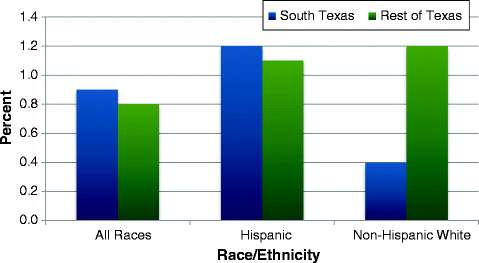 South Texas Rest of Texas
1.4
1.2
1.0
0.8
0.6
0.4
0.2
0.0
Percent
All Races Hispanic Non-Hispanic White
Race/Ethnicity